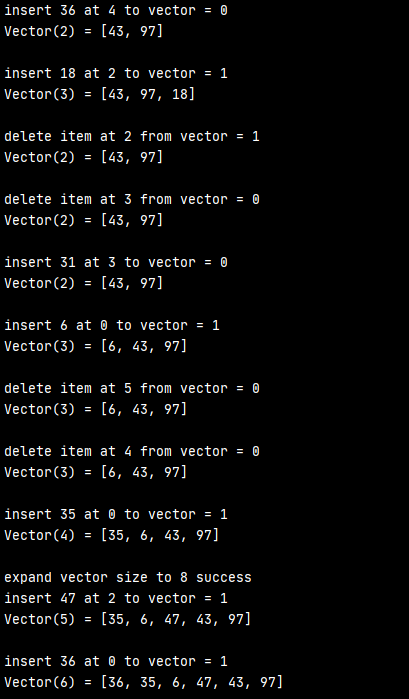 insert 36 at 4 to vector = 0
Vector(2) = [43, 97]
insert 18 at 2 to vector = 1
Vector(3) = [43, 97, 18]
delete item at 2 from vector = 1
Vector(2) = [43, 97]
delete item at 3 from vector = 0
Vector(2) = [43, 97]
insert 31 at 3 to vector = 0
Vector(2) = [43, 97]
insert 6 at 0 to vector = 1
Vector(3) = [6, 43, 97]
delete item at 5 from vector = 0
Vector(3) = [6, 43, 97]
delete item at 4 from vector = 0
Vector(3) = [6, 43, 97]
insert 35 at 0 to vector = 1
Vector(4) = [35, 6, 43, 97]
expand vector size to 8 success
insert 47 at 2 to vector = 1
Vector(5) = [35, 6, 47, 43, 97]
insert 36 at 0 to vector = 1
Vector(6) = [36, 35, 6, 47, 43, 97]